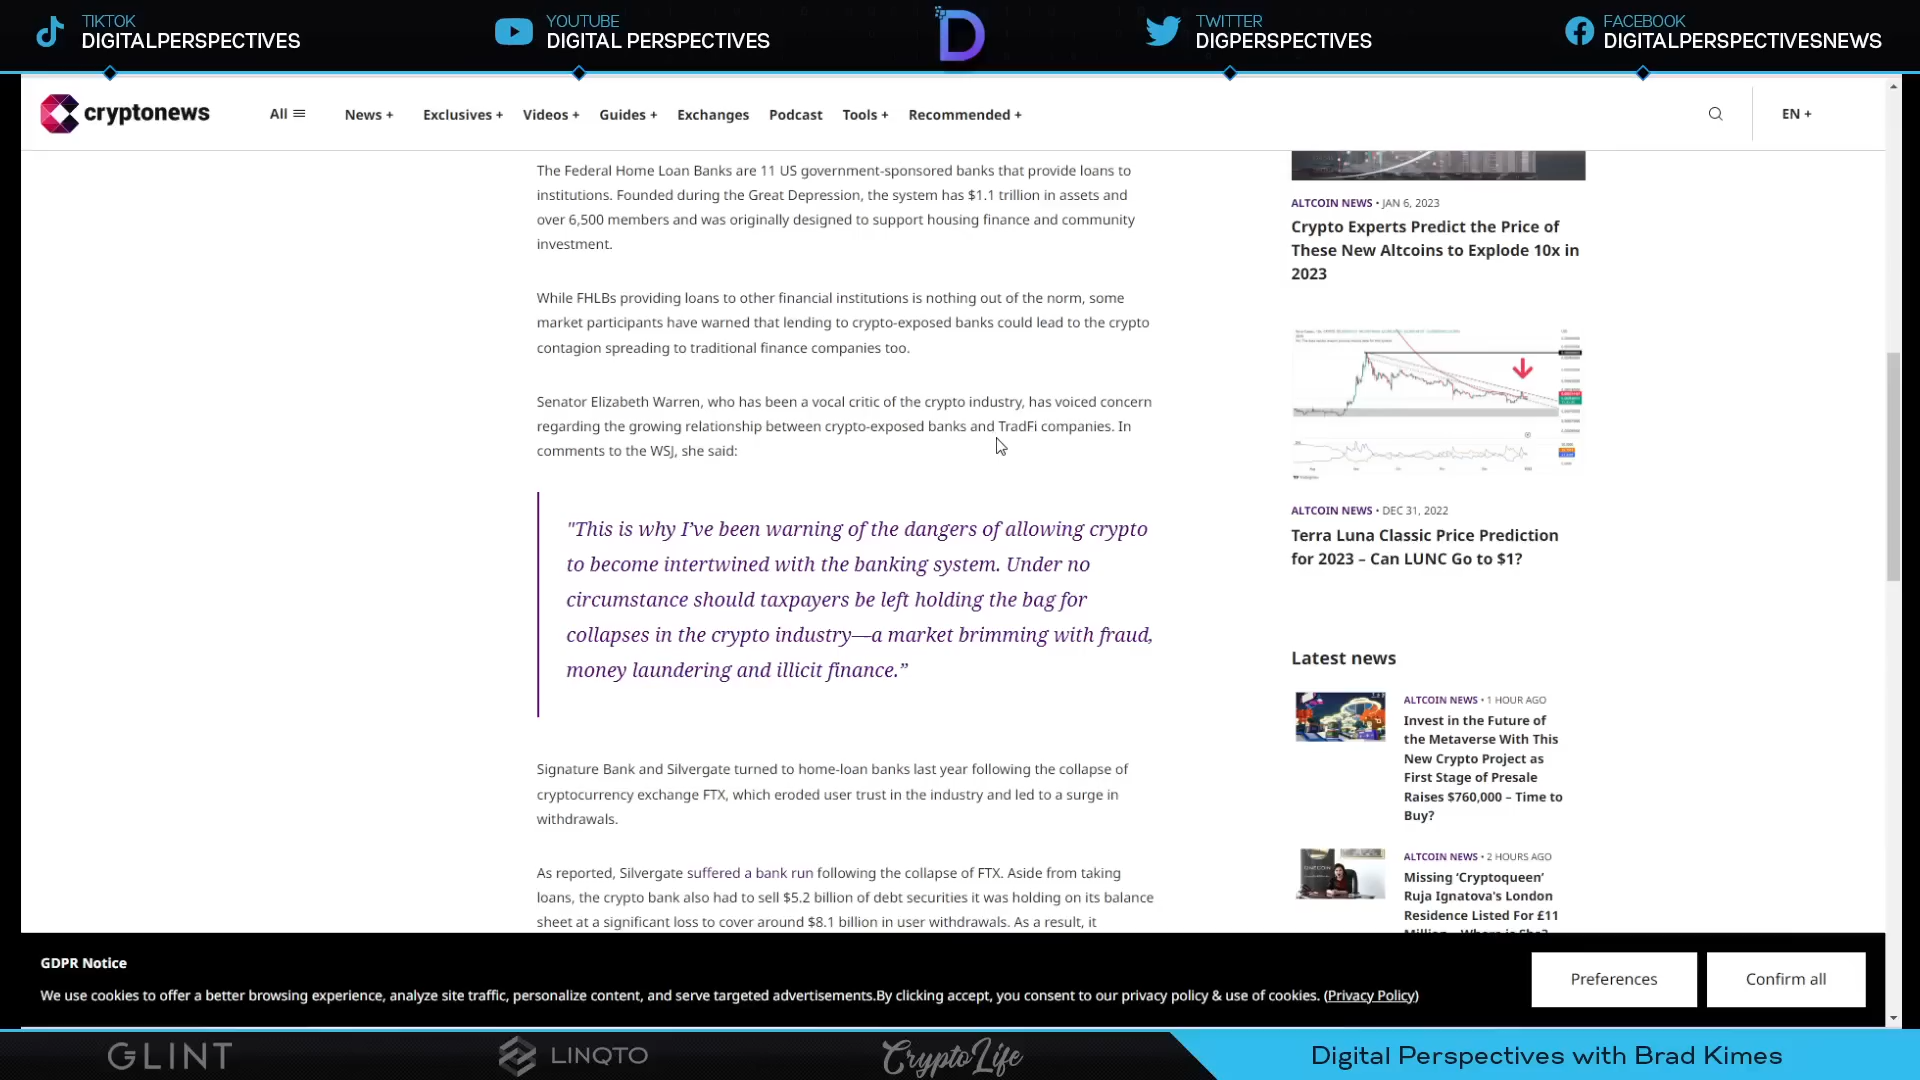 TIKTOK
DIGITALPERSPECTIVES
YOUTUBE
DIGITAL PERSPECTIVES
D
TWITTER
DIGPERSPECTIVES
FACEBOOK
DIGITALPERSPECTIVESNEWS
cryptonews
All
News +
Exclusives +
Videos +
Guides +
Exchanges
Podcast
Tools +
Recommended +
EN +
The Federal Home Loan Banks are 11 US government-sponsored banks that provide loans to
institutions. Founded during the Great Depression, the system has $1.1 trillion in assets and
over 6,500 members and was originally designed to support housing finance and community
investment.
While FHLBs providing loans to other financial institutions is nothing out of the norm, some
market participants have warned that lending to crypto-exposed banks could lead to the crypto
contagion spreading to traditional finance companies too.
Senator Elizabeth Warren, who has been a vocal critic of the crypto industry, has voiced concern
regarding the growing relationship between crypto-exposed banks and TradFi companies. In
comments to the WSJ, she said:
"This is why I’ve been warning of the dangers of allowing crypto
to become intertwined with the banking system. Under no
circumstance should taxpayers be left holding the bag for
collapses in the crypto industry—a market brimming with fraud,
money laundering and illicit finance.”
Signature Bank and Silvergate turned to home-loan banks last year following the collapse of
cryptocurrency exchange FTX, which eroded user trust in the industry and led to a surge in
withdrawals.
As reported, Silvergate suffered a bank run following the collapse of FTX. Aside from taking
loans, the crypto bank also had to sell $5.2 billion of debt securities it was holding on its balance
sheet at a significant loss to cover around $8.1 billion in user withdrawals. As a result, it
ALTCOIN NEWS • JAN 6, 2023
Crypto Experts Predict the Price of
These New Altcoins to Explode 10x in
2023
ALTCOIN NEWS • DEC 31, 2022
Terra Luna Classic Price Prediction
for 2023 – Can LUNC Go to $1?
Latest news
ALTCOIN NEWS • 1 HOUR AGO
Invest in the Future of
the Metaverse With This
New Crypto Project as
First Stage of Presale
Raises $760,000 – Time to
Buy?
ALTCOIN NEWS • 2 HOURS AGO
Missing ‘Cryptoqueen’
Ruja Ignatova's London
Residence Listed For £11
Million – Where is She?
GDPR Notice
We use cookies to offer a better browsing experience, analyze site traffic, personalize content, and serve targeted advertisements.By clicking accept, you consent to our privacy policy & use of cookies. (Privacy Policy)
Preferences
Confirm all
GLINT
LINQTO
CryptoLife
Digital Perspectives with Brad Kimes